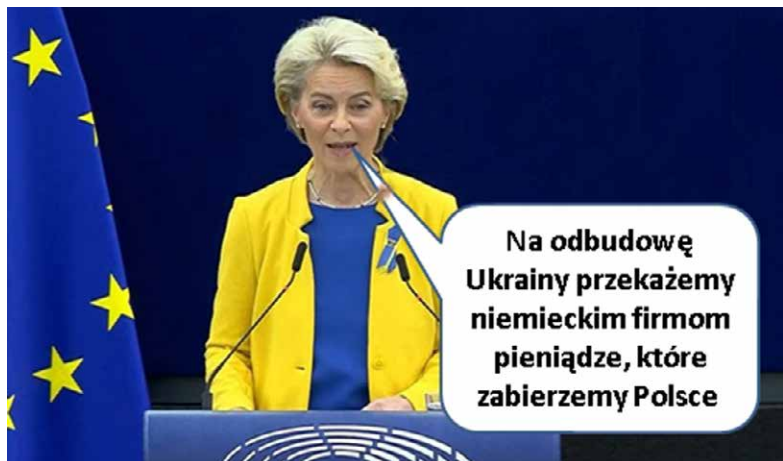 Na odbudowę
Ukrainy przekażemy
niemieckim firmom
pieniądze, które
zabierzemy Polsce